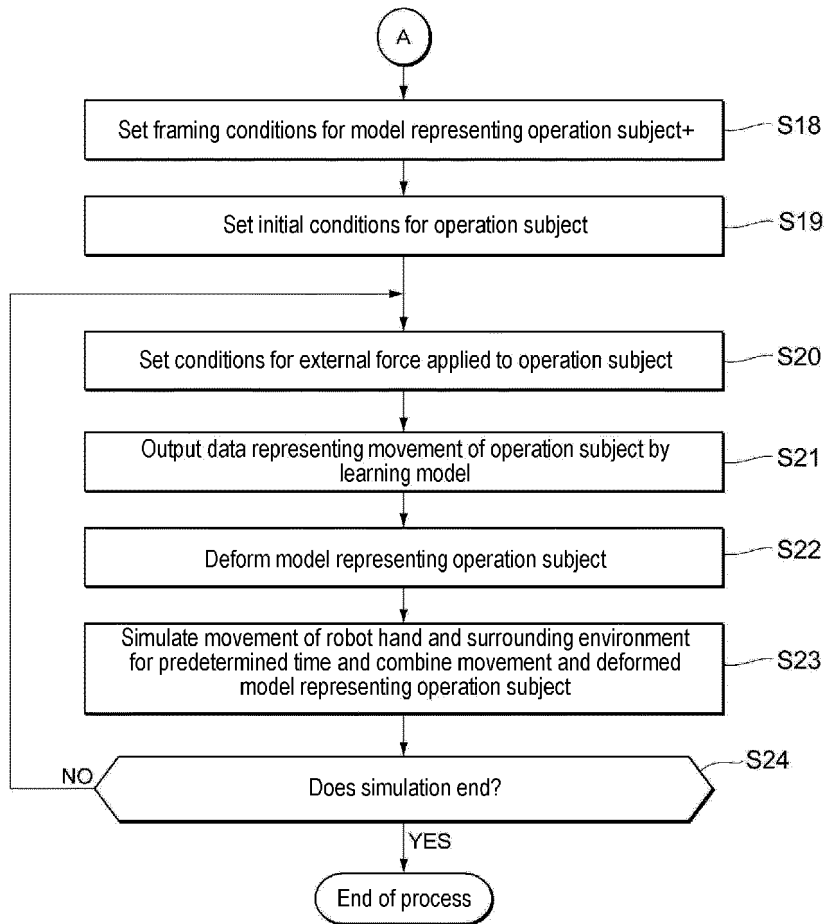 A
Set framing conditions for model representing operation subject+
S18
Set initial conditions for operation subject
S19
Set conditions for external force applied to operation subject
S20
Output data representing movement of operation subject by
learning model
S21
Deform model representing operation subject
S22
Simulate movement of robot hand and surrounding environment
for predetermined time and combine movement and deformed
model representing operation subject
S23
Does simulation end?
S24
NO
YES
End of process